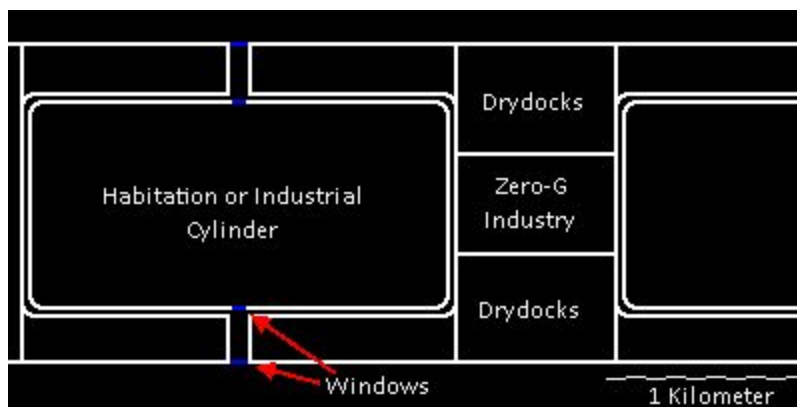 Drydocks
Habitation or Industrial
Cylinder
Zero-G
Industry
Drydocks
Windows
1 Kilometer